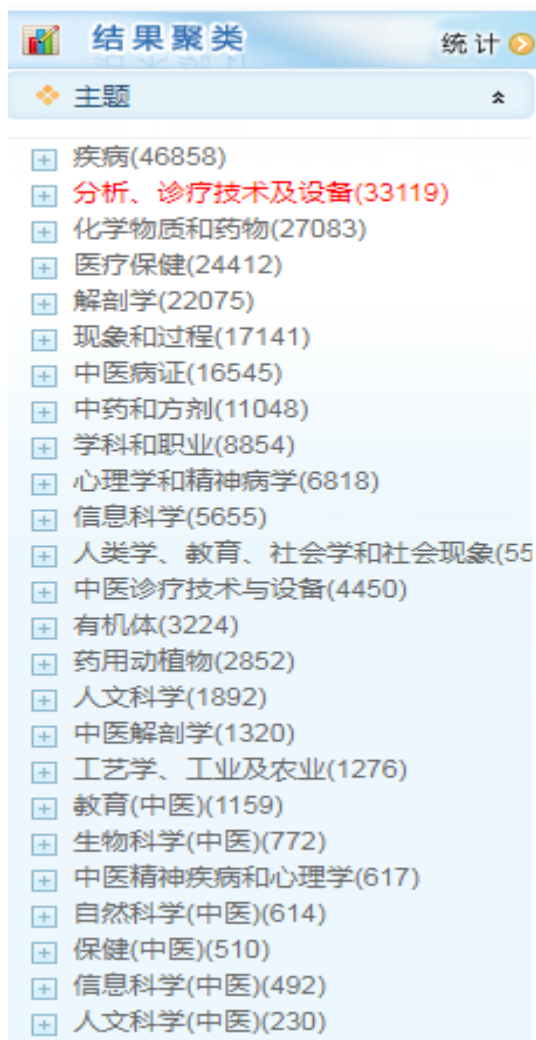 结果聚类 统计
主题
疾病(46858)
分析、诊疗技术及设备(33119)
化学物质和药物(27083)
医疗保健(24412)
解剖学(22075)
现象和过程(17141)
中医病证(16545)
中药和方剂(11048)
学科和职业(8854)
心理学和精神病学(6818)
信息科学(5655)
人类学、教育、社会学和社会现象(55
中医诊疗技术与设备(4450)
有机体(3224)
药用动植物(2852)
人文科学(1892)
中医解剖学(1320)
工艺学、工业及农业(1276)
教育(中医)(1159)
生物科学(中医)(772)
中医精神疾病和心理学(617)
自然科学(中医)(614)
保健(中医)(510)
信息科学(中医)(492)
人文科学(中医)(230)